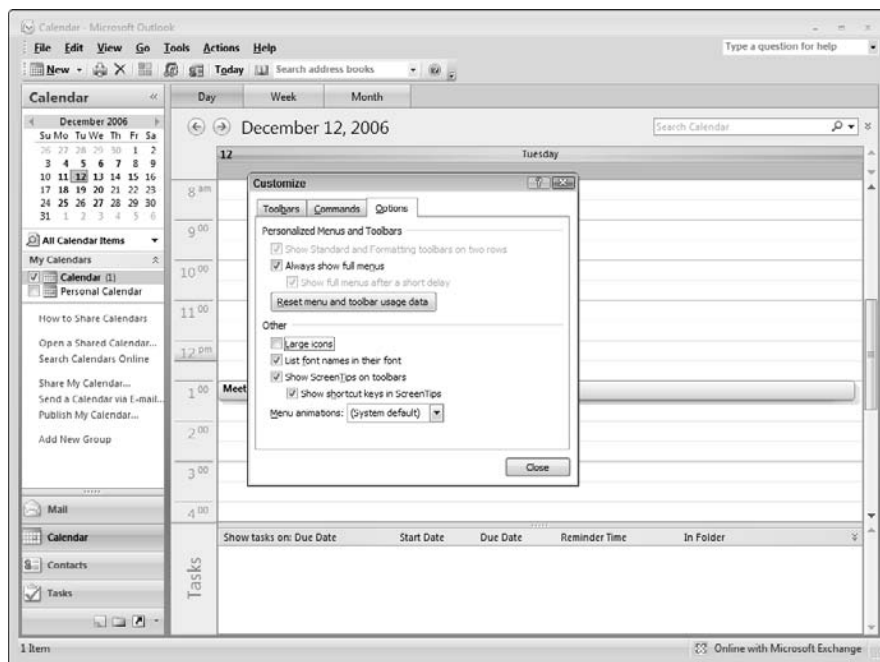 Calendar - Microsoft Outlook
File Edit View Go Tools Actions Help
Type a question for help
New
Today
Search address books
Calendar «
Day Week Month
December 2006
Su Mo Tu We Th Fr Sa
26 27 28 29 30 1 2
3 4 5 6 7 8 9
10 11 12 13 14 15 16
17 18 19 20 21 22 23
24 25 26 27 28 29 30
31 1 2 3 4 5 6
All Calendar Items
My Calendars
Calendar (1)
Personal Calendar
How to Share Calendars
Open a Shared Calendar...
Search Calendars Online
Share My Calendar...
Send a Calendar via E-mail...
Publish My Calendar...
Add New Group
Mail
Calendar
Contacts
Tasks
December 12, 2006
Search Calendar
12 Tuesday
8 am
9 00
10 00
11 00
12 pm
1 00 Meet
2 00
3 00
4 00
Customize
Toolbars Commands Options
Personalized Menus and Toolbars
Show Standard and Formatting toolbars on two rows
Always show full menus
Show full menus after a short delay
Reset menu and toolbar usage data
Other
Large icons
List font names in their font
Show ScreenTips on toolbars
Show shortcut keys in ScreenTips
Menu animations: (System default)
Close
Tasks
Show tasks on: Due Date Start Date Due Date Reminder Time In Folder
1 Item
Online with Microsoft Exchange